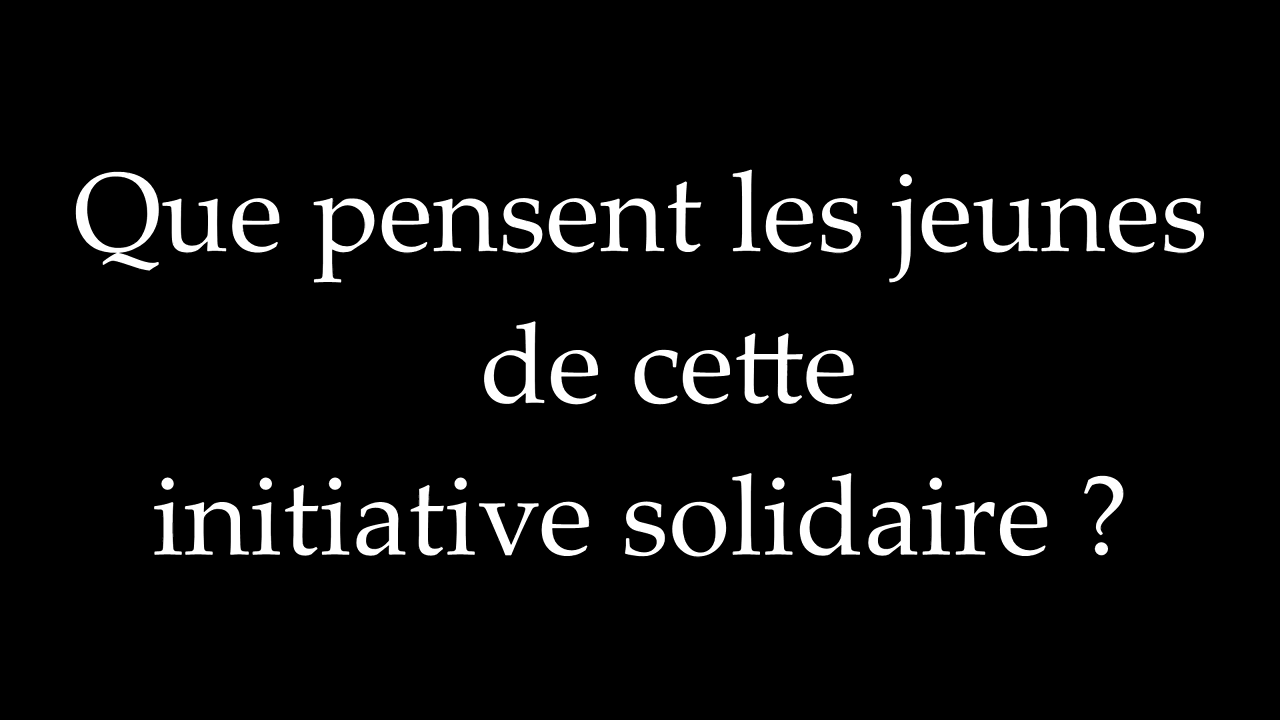 Que pensent les jeunes
de cette
initiative solidaire ?